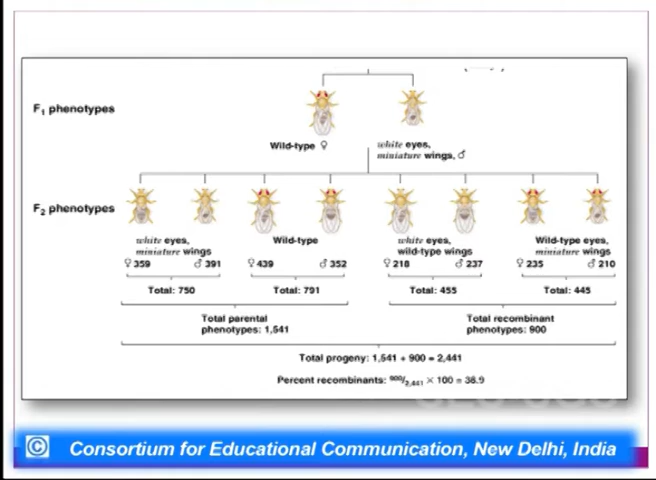 F1 phenotypes
Wild-type ♀
white eyes,
miniature wings, ♂
F2 phenotypes
white eyes,
miniature wings
♀ 359 ♂ 391
Total: 750
Wild-type
♀ 439 ♂ 352
Total: 791
white eyes,
wild-type wings
♀ 218 ♂ 237
Total: 455
Wild-type eyes,
miniature wings
♀ 235 ♂ 210
Total: 445
Total parental
phenotypes: 1,541
Total recombinant
phenotypes: 900
Total progeny: 1,541 + 900 = 2,441
Percent recombinants: 900/2,441 × 100 = 36.9
© Consortium for Educational Communication, New Delhi, India